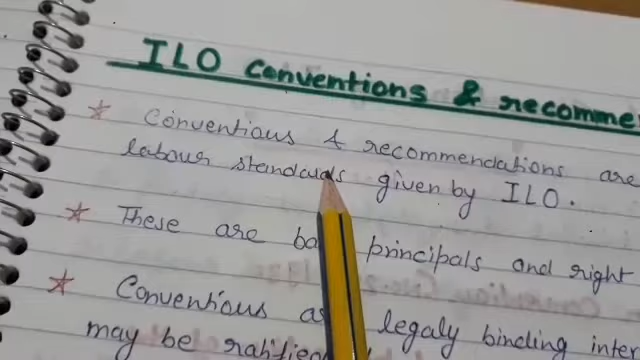 ILO Conventions & recomme
☆ Conventions & recommendations are
labour standards given by ILO.
☆ These are ba principals and right
☆ Conventions a legaly binding inter
may be ratifie